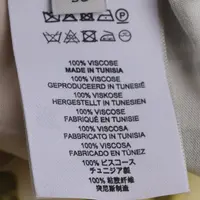 100% VISCOSE
MADE IN TUNISIA
100% VISCOSE
GEPRODUCEERD IN TUNESIË
100% VISKOSE
HERGESTELLT IN TUNESIEN
100% VISCOSE
FABRIQUÉ EN TUNISIE
100% VISCOSA
FABBRICATO IN TUNISIA
100% VISCOSA
FABRICADO EN TÚNEZ
100% ビスコース
チュニジア製
100% 粘胶纤维
突尼斯制造